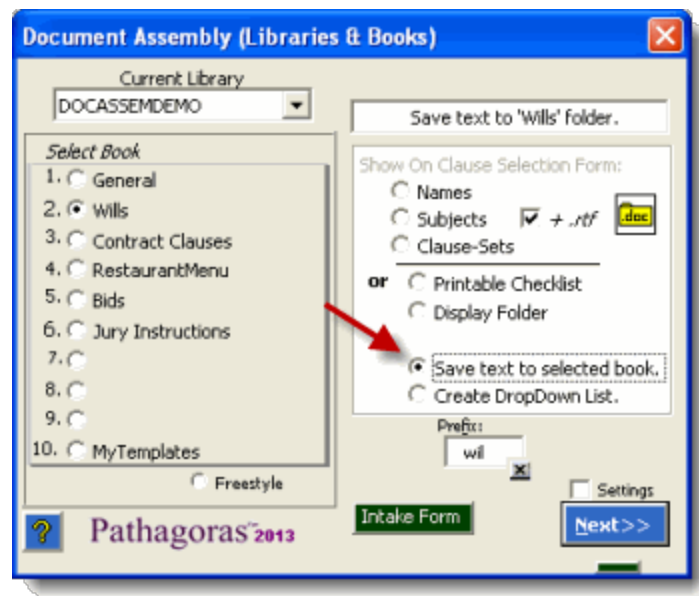 Document Assembly (Libraries & Books)
Current Library
DOCASSEMDEMO
Save text to 'Wills' folder.
Select Book
1. General
2. Wills
3. Contract Clauses
4. RestaurantMenu
5. Bids
6. Jury Instructions
7.
8.
9.
10. MyTemplates
Freestyle
Show On Clause Selection Form:
Names
Subjects + .rtf .doc
Clause-Sets
or Printable Checklist
Display Folder
Save text to selected book.
Create DropDown List.
Prefix:
wil
x
Settings
? Pathagoras™2013
Intake Form
Next>>